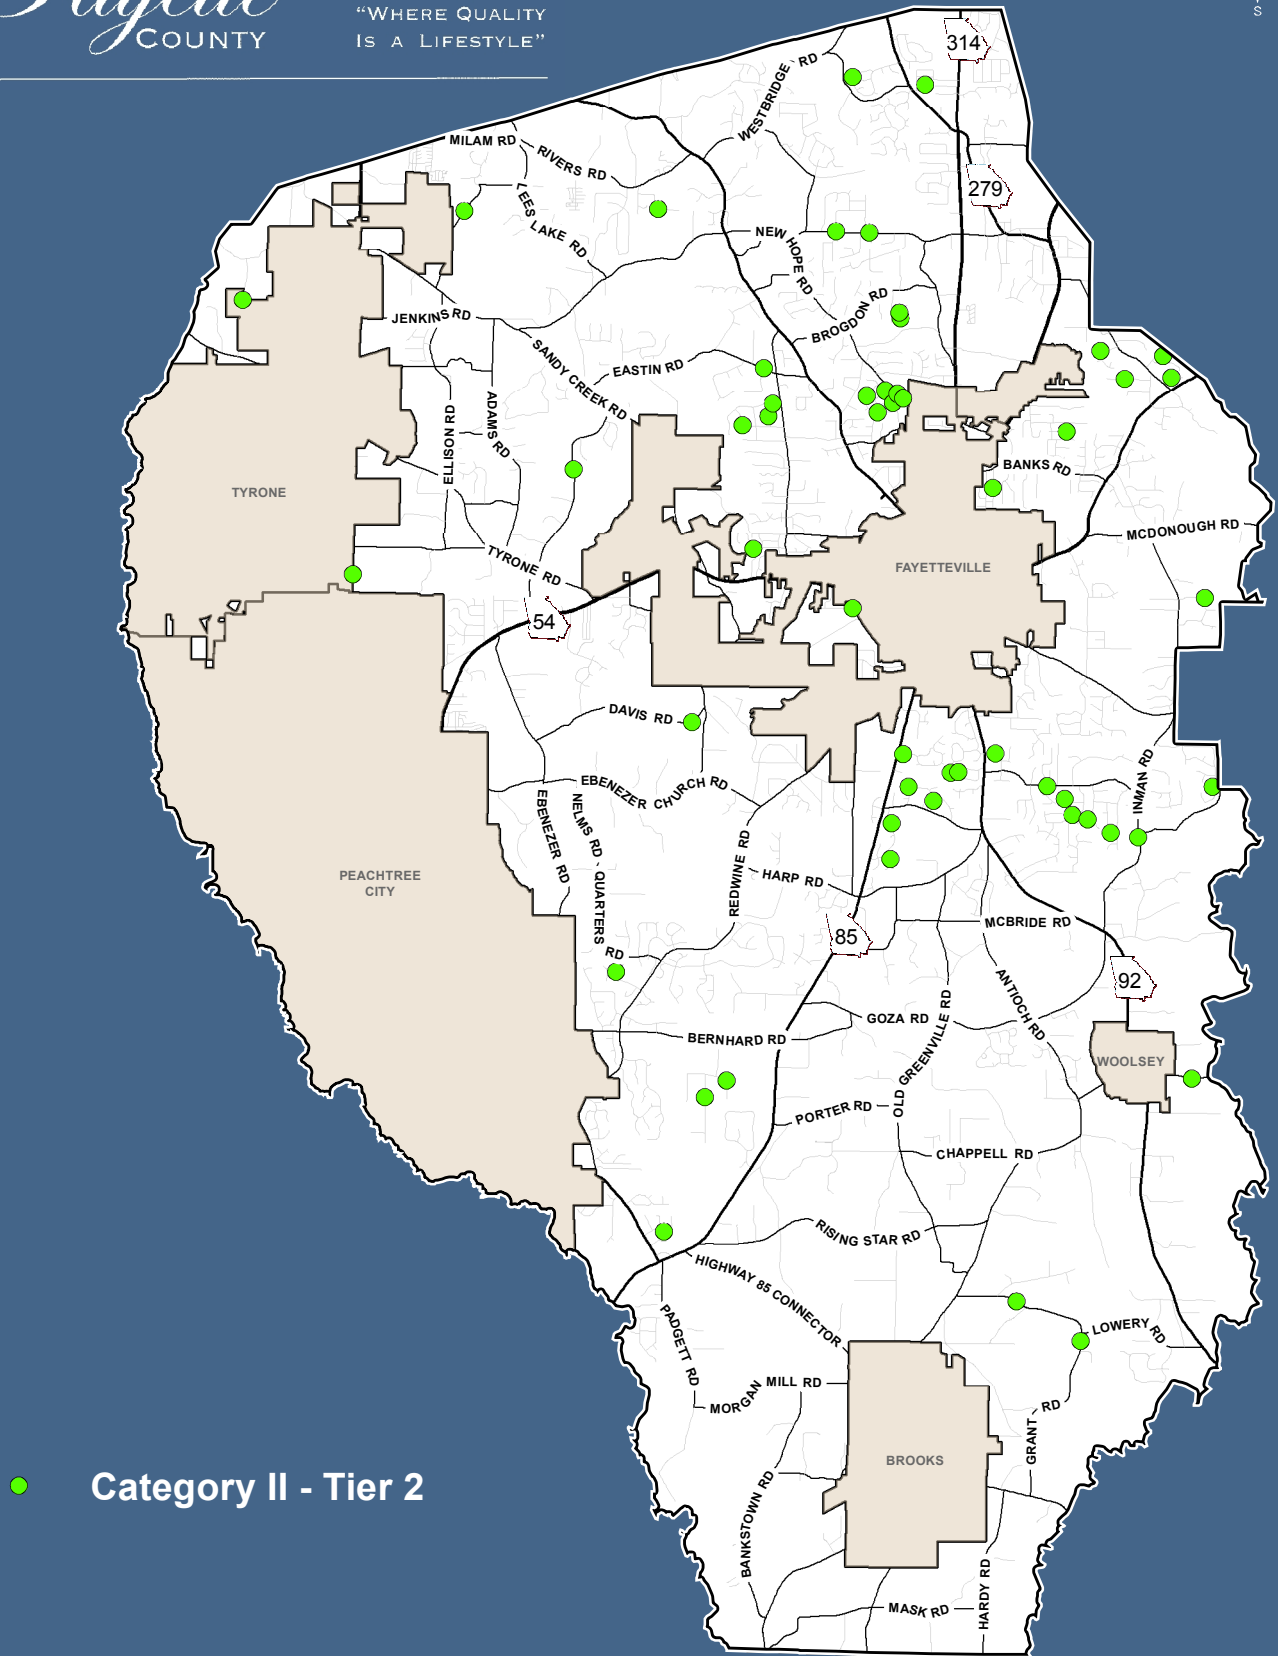 Fayette
COUNTY
"WHERE QUALITY
IS A LIFESTYLE"
S
314
WESTBRIDGE RD
MILAM RD
RIVERS RD
279
LEES LAKE RD
NEW HOPE RD
BROGDON RD
JENKINS RD
SANDY CREEK RD
EASTIN RD
ADAMS RD
ELLISON RD
BANKS RD
TYRONE
MCDONOUGH RD
TYRONE RD
FAYETTEVILLE
54
DAVIS RD
EBENEZER CHURCH RD
INMAN RD
EBENEZER RD
NELMS RD
QUARTERS RD
REDWINE RD
HARP RD
PEACHTREE
CITY
85
MCBRIDE RD
92
ANTIOCH RD
GOZA RD
OLD GREENVILLE RD
BERNHARD RD
WOOLSEY
PORTER RD
CHAPPELL RD
RISING STAR RD
HIGHWAY 85 CONNECTOR
PADGETT RD
LOWERY RD
MORGAN MILL RD
GRANT RD
BROOKS
Category II - Tier 2
BANKSTOWN RD
HARDY RD
MASK RD